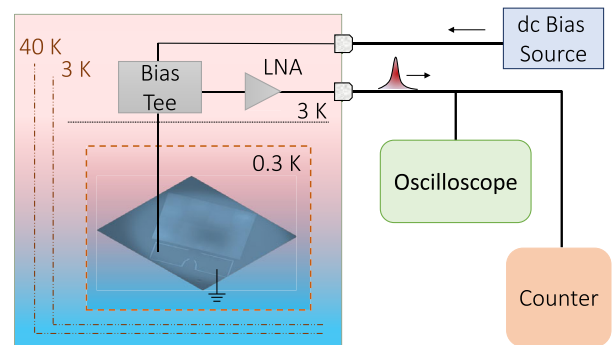 40 K
3 K
Bias
Tee
LNA
3 K
0.3 K
dc Bias
Source
Oscilloscope
Counter